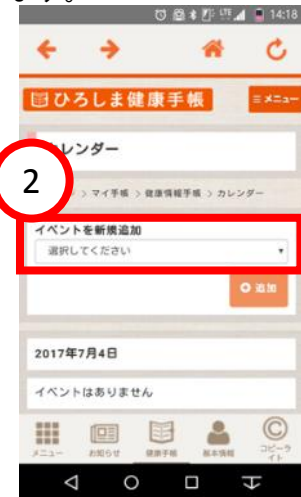 LTE 14:18
ひろしま健康手帳
≡メニュー
レンダー
2
> マイ手帳 > 健康情報手帳 > カレンダー
イベントを新規追加
選択してください
追加
2017年7月4日
イベントはありません
メニュー
お知らせ
健康手帳
基本情報
コピーライト